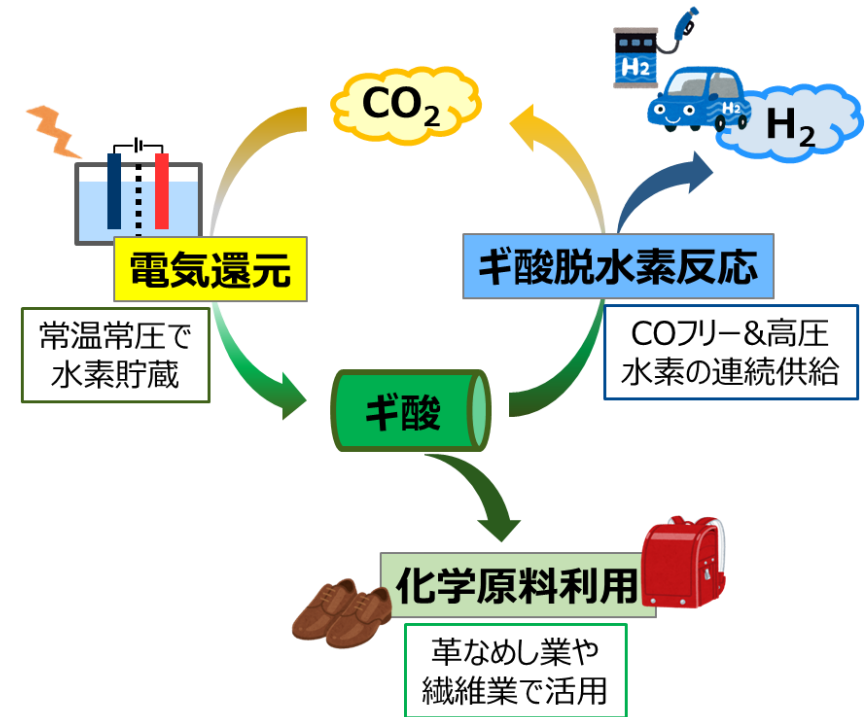 CO₂
H2
H2
H₂
電気還元
ギ酸脱水素反応
常温常圧で
水素貯蔵
COフリー&高圧
水素の連続供給
ギ酸
化学原料利用
革なめし業や
繊維業で活用